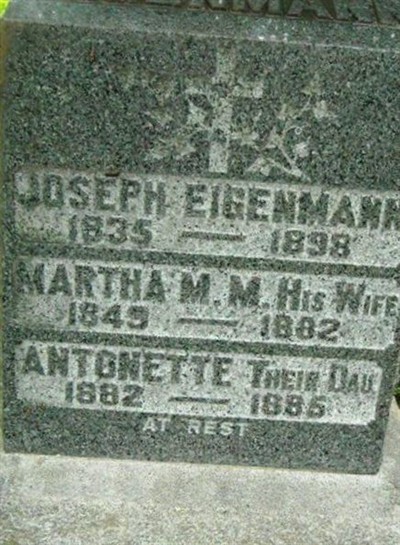 JOSEPH EIGENMANN
1835 — 1898
MARTHA M. M. HIS WIFE
1849 — 1882
ANTONETTE THEIR DAU.
1882 — 1885
AT REST